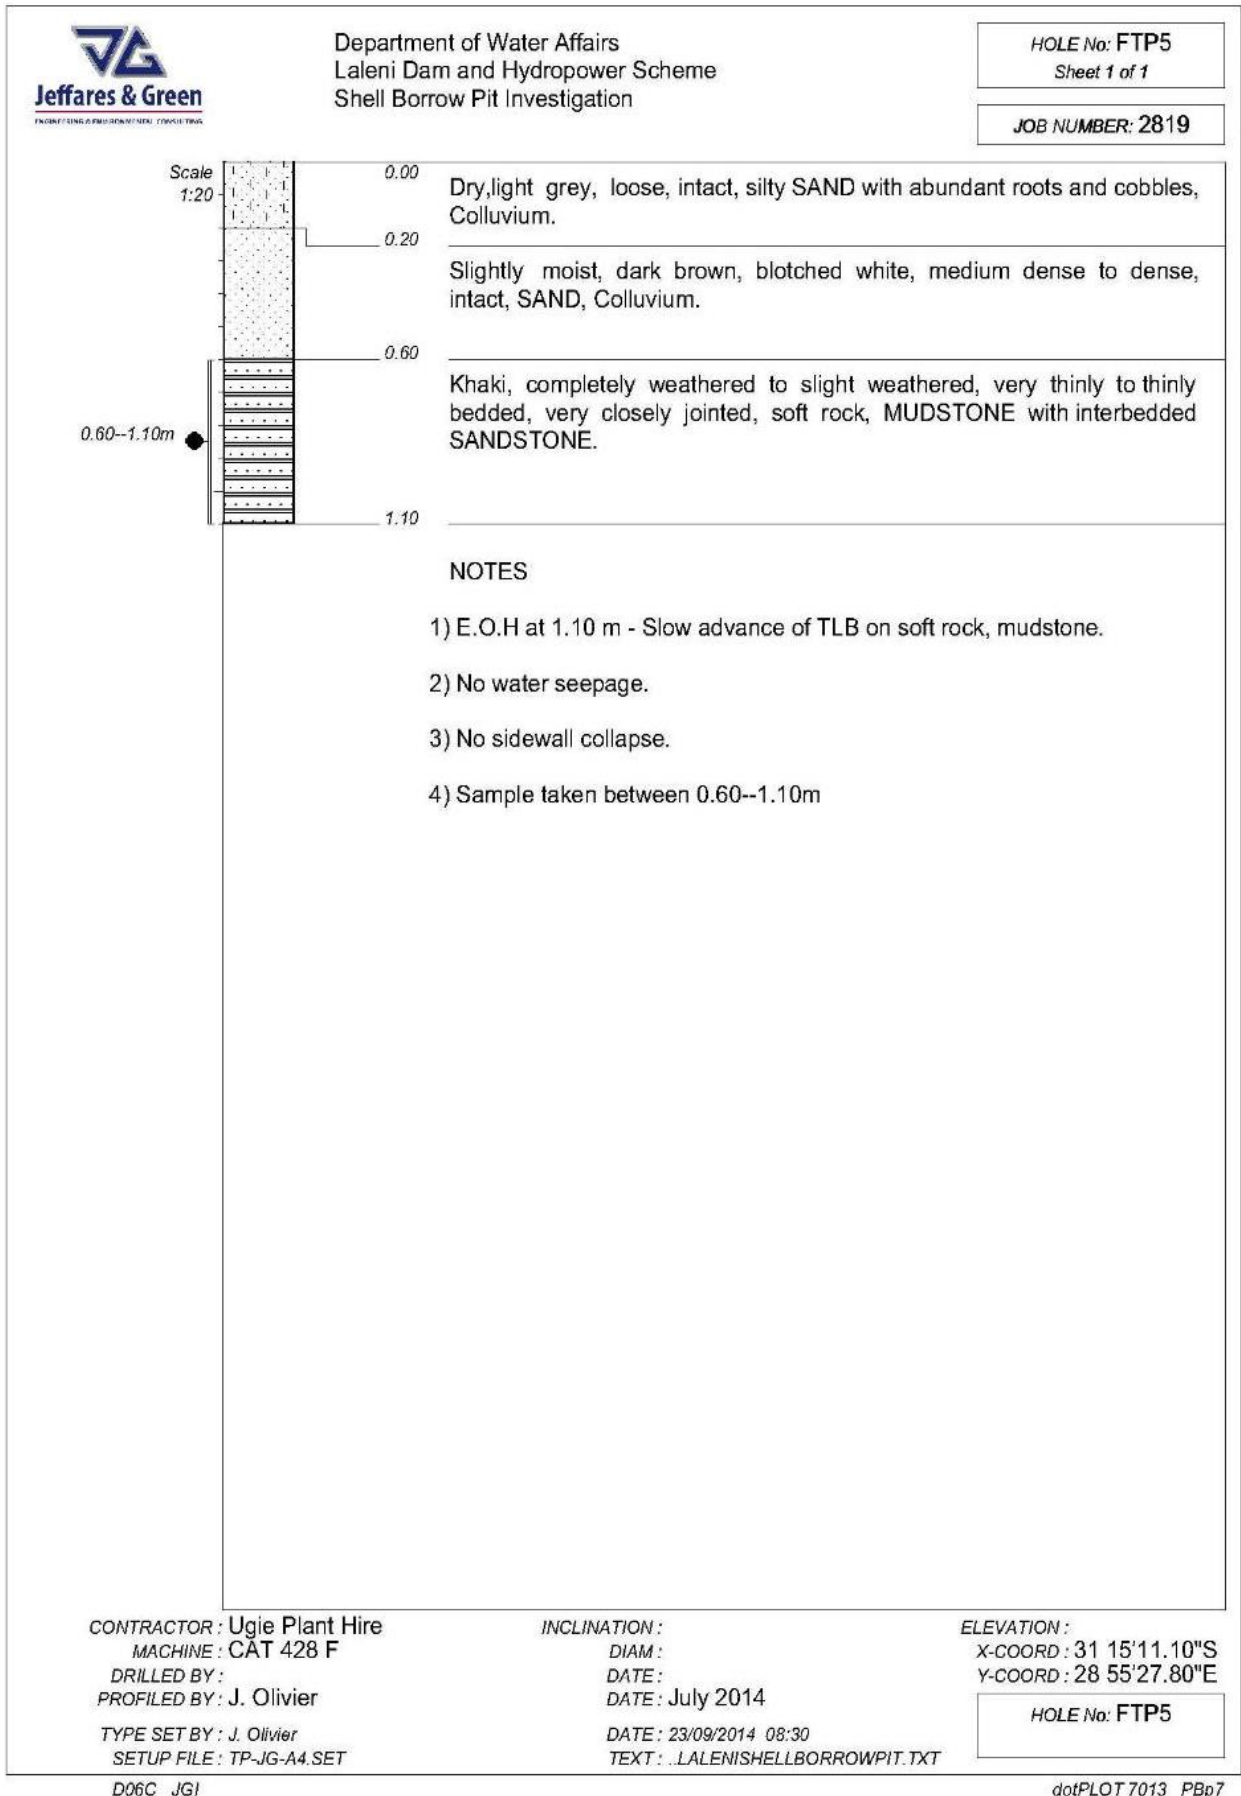 Jeffares & Green
ENGINEERING & ENVIRONMENTAL CONSULTING
Department of Water Affairs
Laleni Dam and Hydropower Scheme
Shell Borrow Pit Investigation
HOLE No: FTP5
Sheet 1 of 1
JOB NUMBER: 2819
Scale
1:20
0.00
Dry,light grey, loose, intact, silty SAND with abundant roots and cobbles,
Colluvium.
0.20
Slightly moist, dark brown, blotched white, medium dense to dense,
intact, SAND, Colluvium.
0.60
Khaki, completely weathered to slight weathered, very thinly to thinly
bedded, very closely jointed, soft rock, MUDSTONE with interbedded
SANDSTONE.
0.60--1.10m
1.10
NOTES
1) E.O.H at 1.10 m - Slow advance of TLB on soft rock, mudstone.
2) No water seepage.
3) No sidewall collapse.
4) Sample taken between 0.60--1.10m
CONTRACTOR : Ugie Plant Hire
MACHINE : CAT 428 F
DRILLED BY :
PROFILED BY : J. Olivier
TYPE SET BY : J. Olivier
SETUP FILE : TP-JG-A4.SET
INCLINATION :
DIAM :
DATE :
DATE : July 2014
DATE : 23/09/2014 08:30
TEXT : ..LALENISHELLBORROWPIT.TXT
ELEVATION :
X-COORD : 31 15'11.10"S
Y-COORD : 28 55'27.80"E
HOLE No: FTP5
D06C JGI
dotPLOT 7013 PBp7